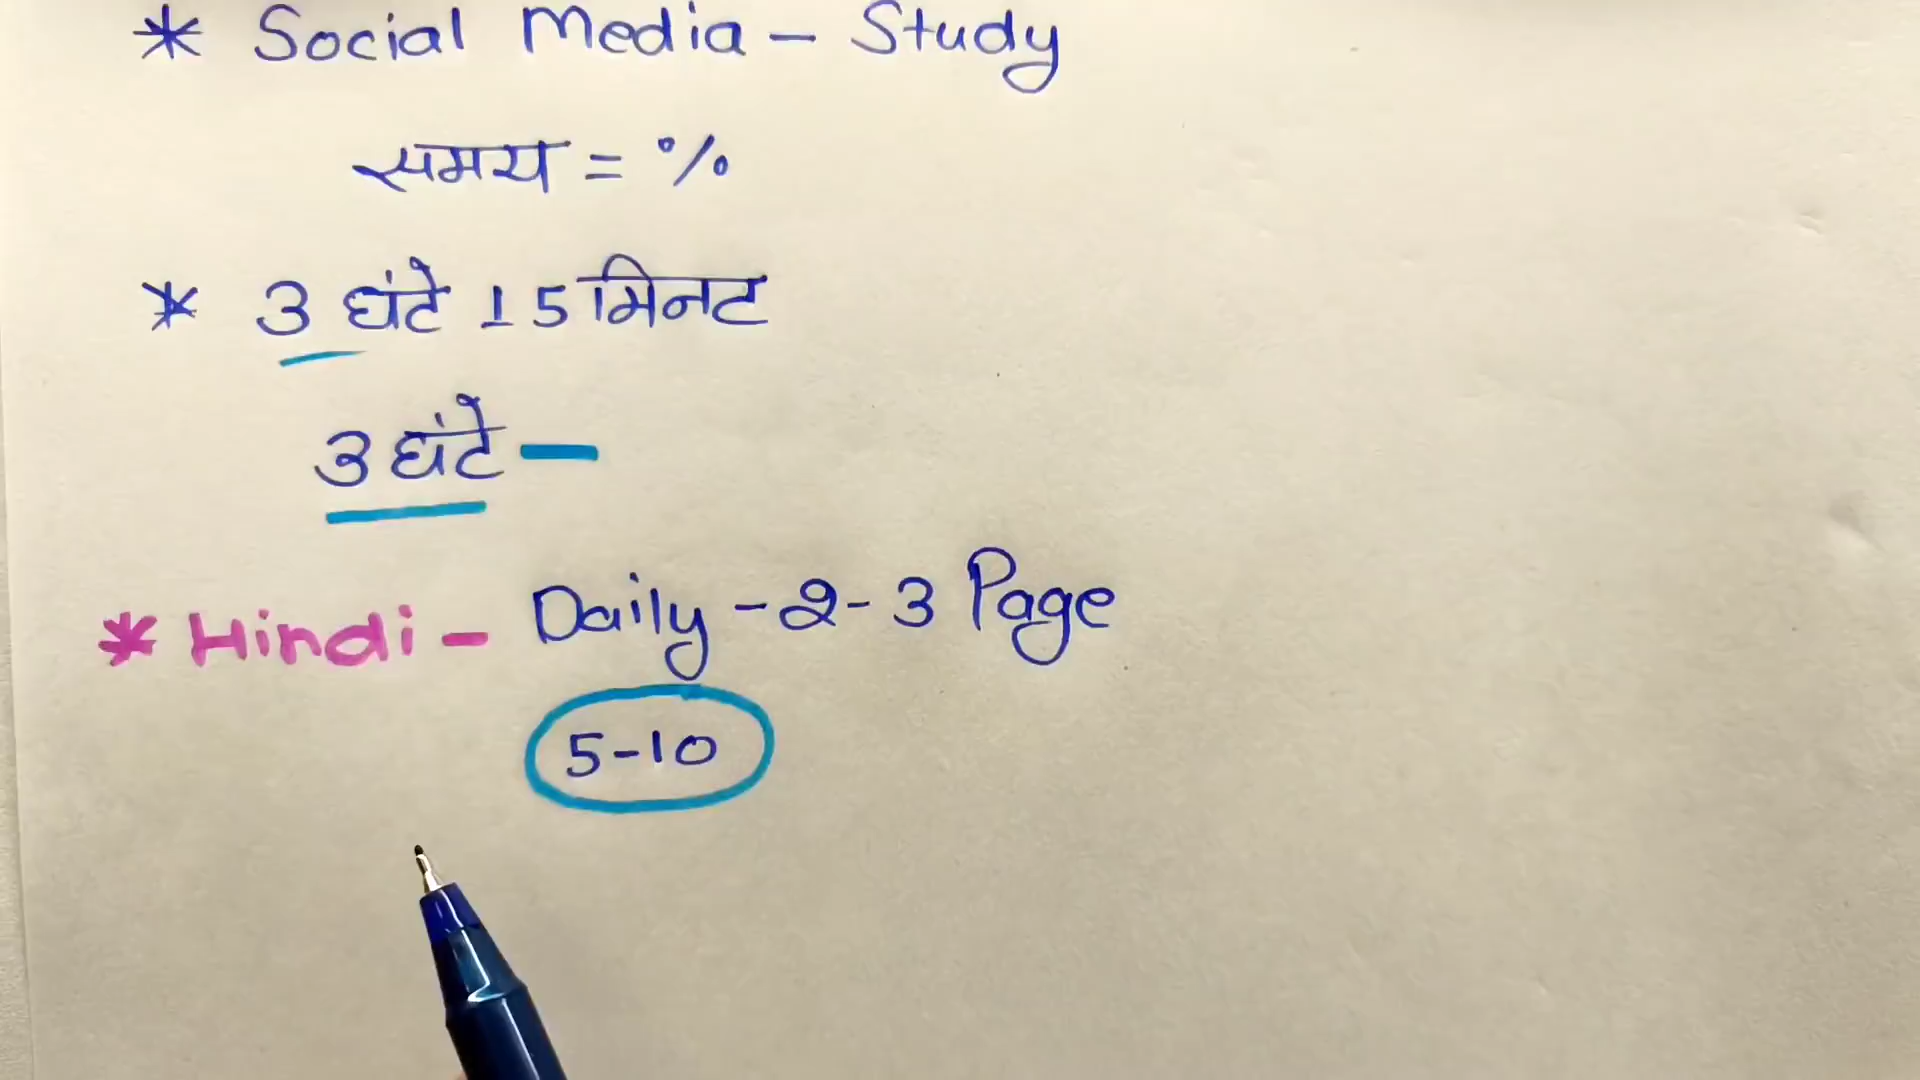 * Social Media - Study
समय = %
* 3 घंटे 15 मिनट
3 घंटे -
* Hindi - Daily - 2 - 3 Page
5-10